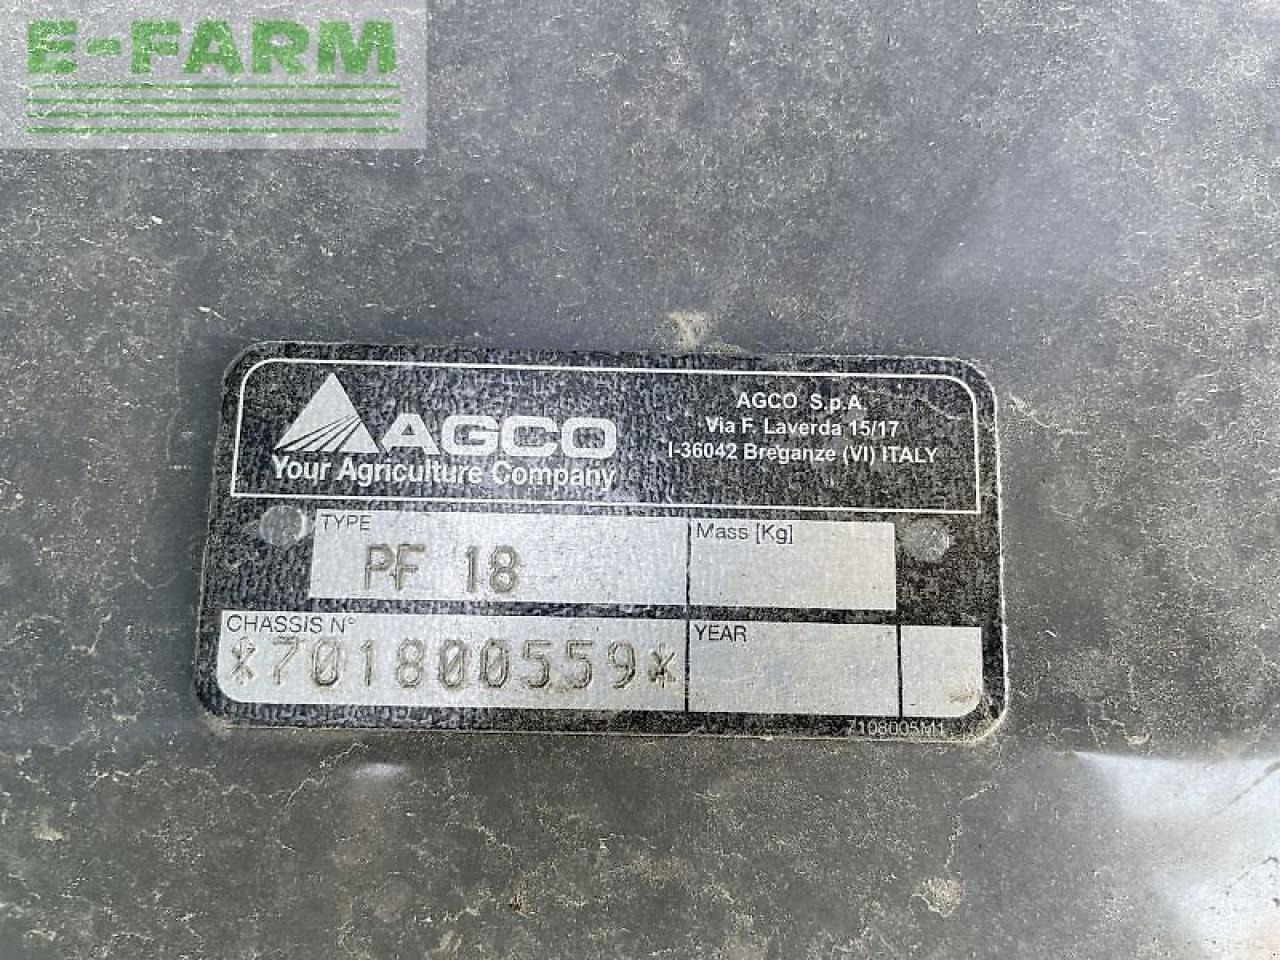 E-FARM
AGCO
Your Agriculture Company
AGCO S.p.A.
Via F. Laverda 15/17
I-36042 Breganze (VI) ITALY
TYPE
PF 18
Mass [Kg]
CHASSIS N°
*701800559*
YEAR
7108005M1